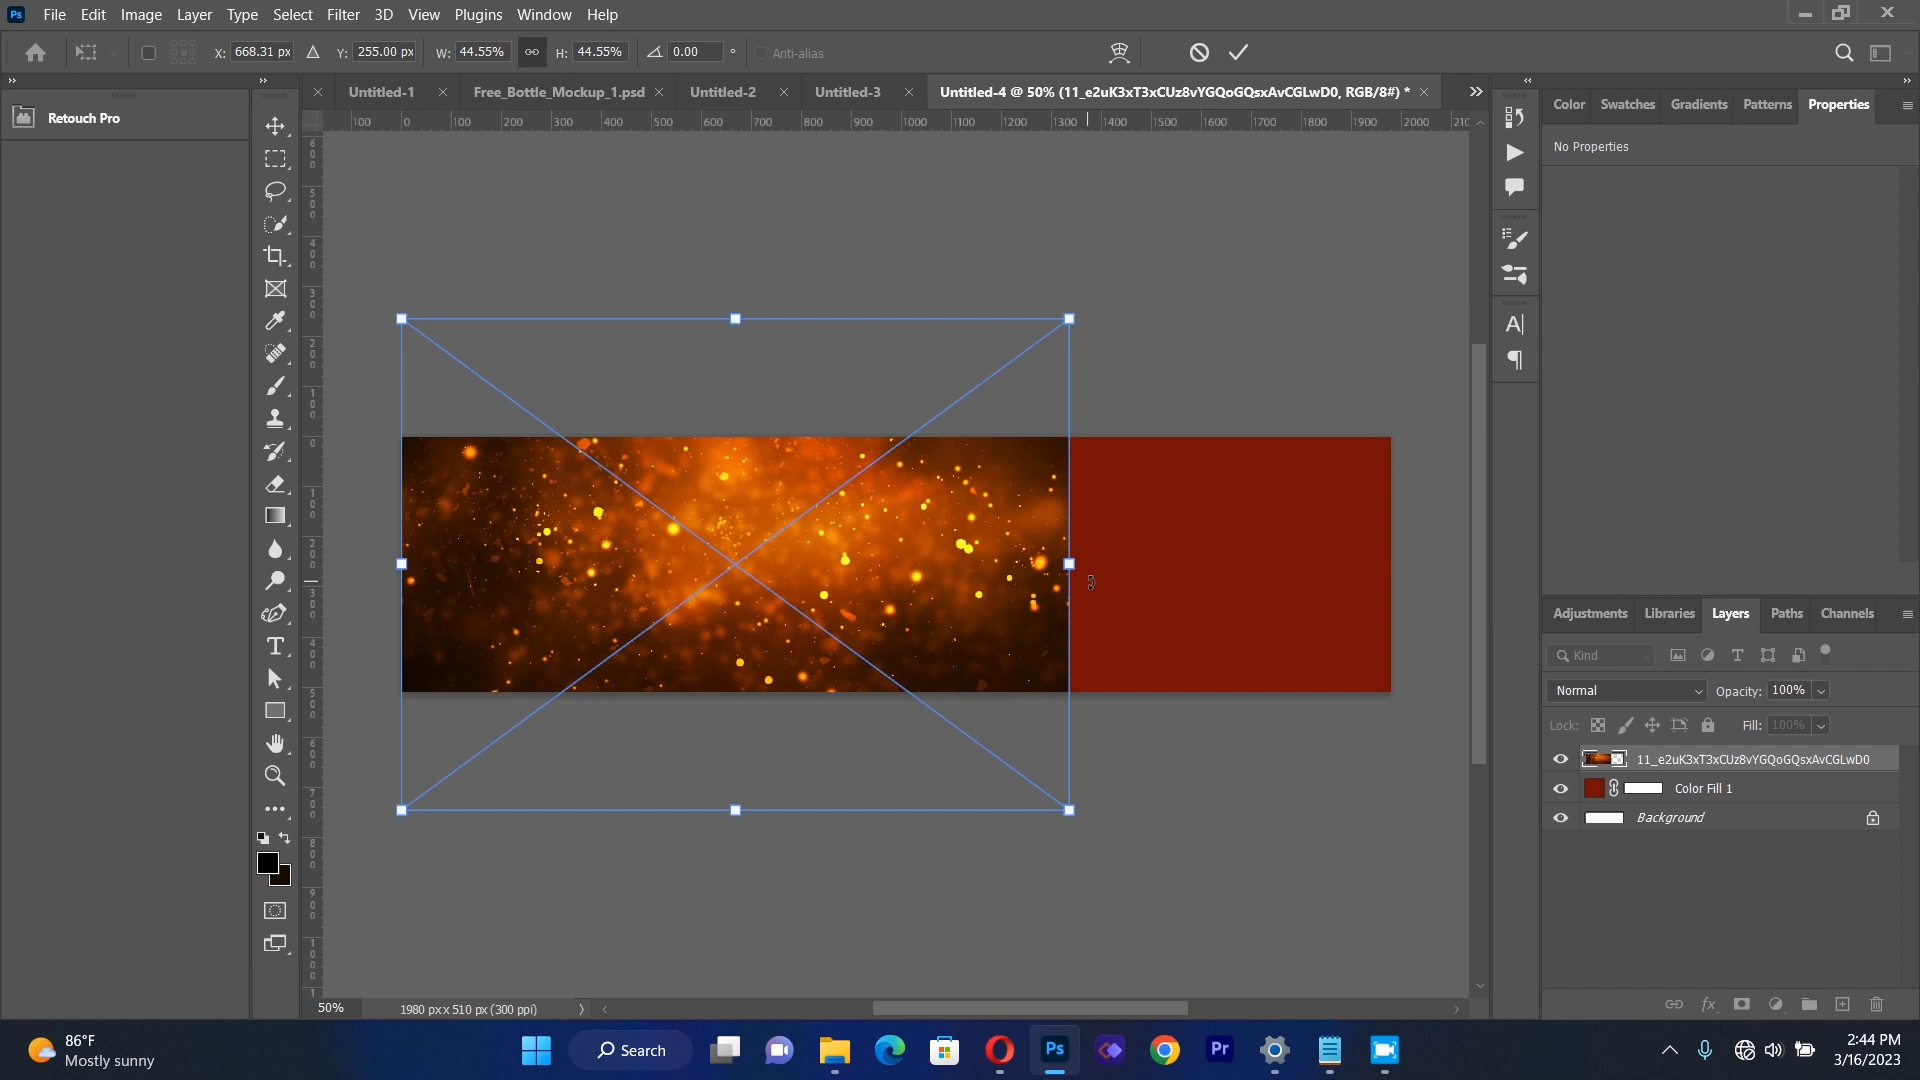 Ps File Edit Image Layer Type Select Filter 3D View Plugins Window Help
X: 668.31 px Y: 255.00 px W: 44.55% H: 44.55% 0.00 ° Anti-alias
Untitled-1 Free_Bottle_Mockup_1.psd Untitled-2 Untitled-3 Untitled-4 @ 50% (11_e2uK3xT3xCUz8vYGQoGQsxAvCGLwD0, RGB/8#) *
Color Swatches Gradients Patterns Properties
Retouch Pro
100 0 100 200 300 400 500 600 700 800 900 1000 1100 1200 1300 1400 1500 1600 1700 1800 1900 2000 210
No Properties
Adjustments Libraries Layers Paths Channels
Kind
Normal Opacity: 100%
Lock: Fill: 100%
11_e2uK3xT3xCUz8vYGQoGQsxAvCGLwD0
Color Fill 1
Background
50% 1980 px x 510 px (300 ppi)
86°F
Mostly sunny
Search
Ps
Pr
2:44 PM
3/16/2023